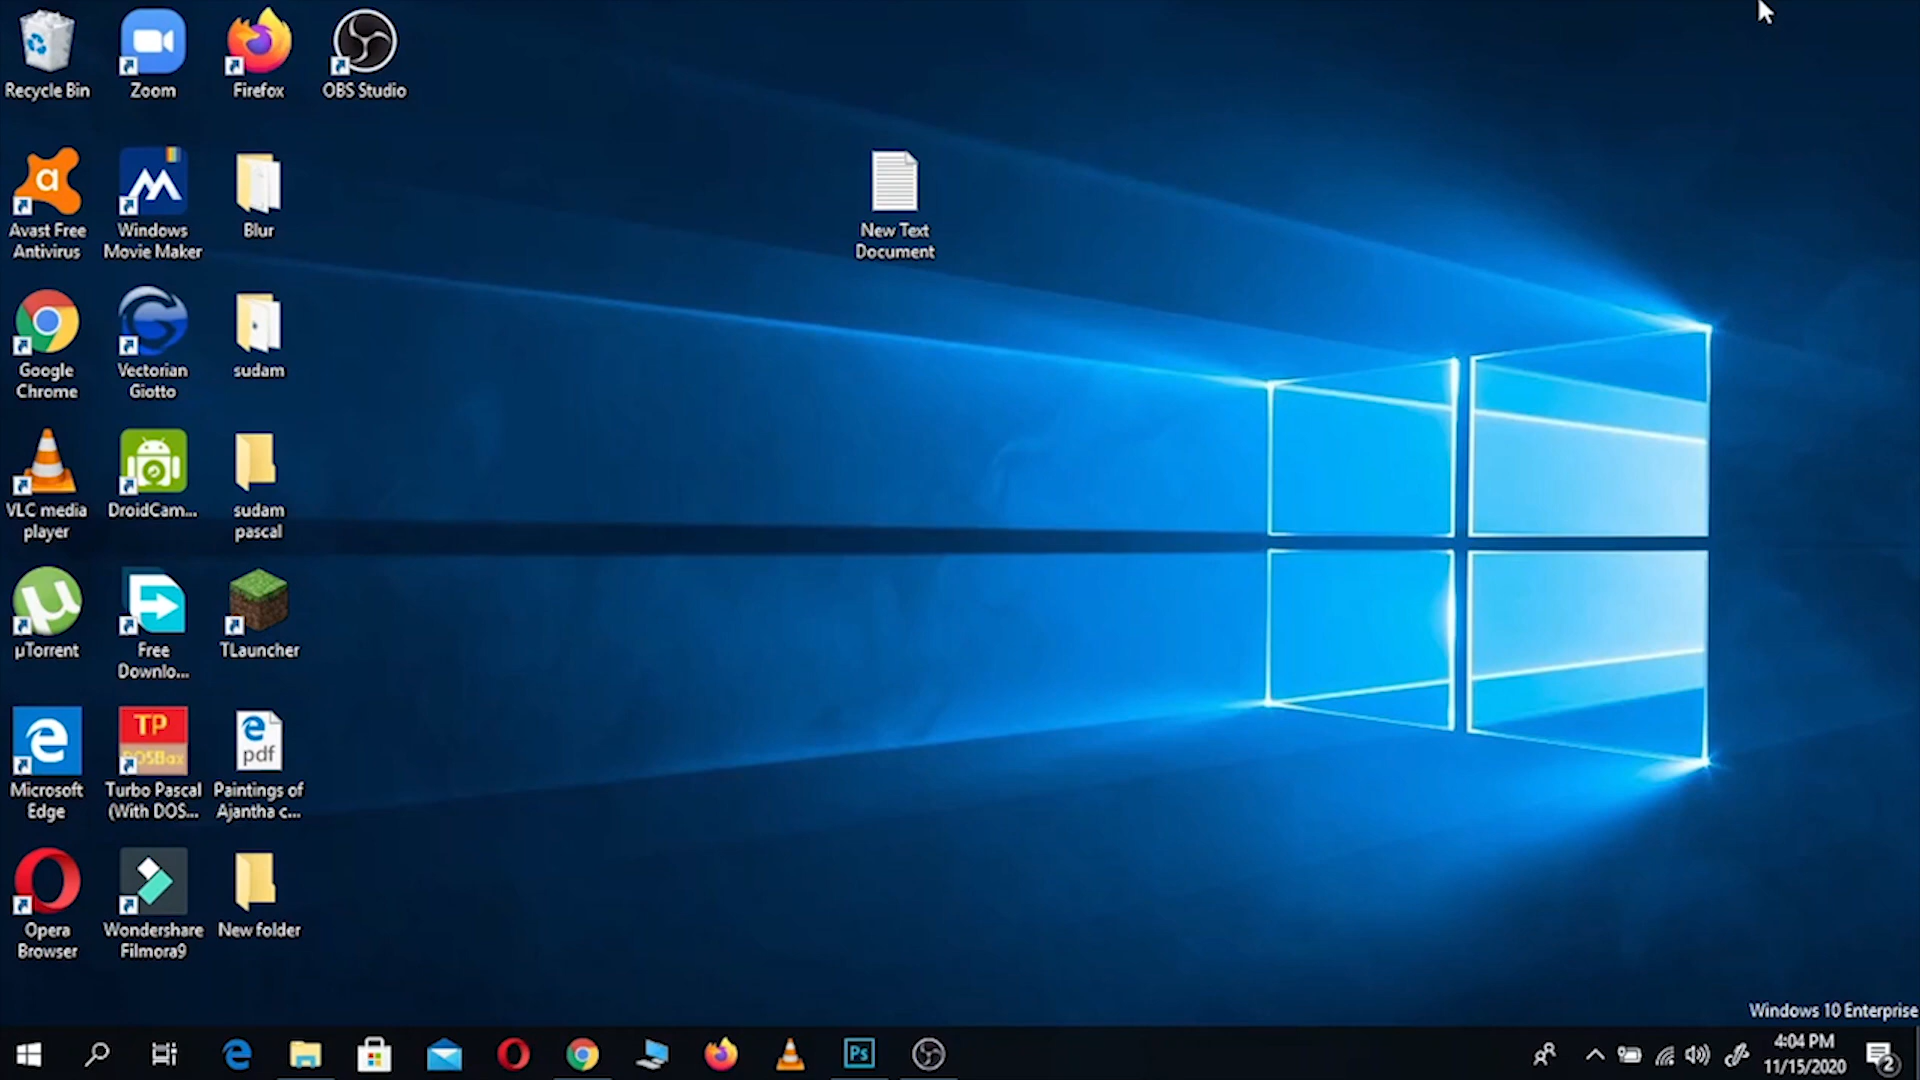 Recycle Bin
Zoom
Firefox
OBS Studio
Avast Free
Antivirus
Windows
Movie Maker
Blur
New Text
Document
Google
Chrome
Vectorian
Giotto
sudam
VLC media
player
DroidCam...
sudam
pascal
µTorrent
Free
Downlo...
TLauncher
TP
DOSBox
pdf
Microsoft
Edge
Turbo Pascal
(With DOS...
Paintings of
Ajantha c...
Opera
Browser
Wondershare
Filmora9
New folder
Windows 10 Enterprise
Ps
4:04 PM
11/15/2020
2